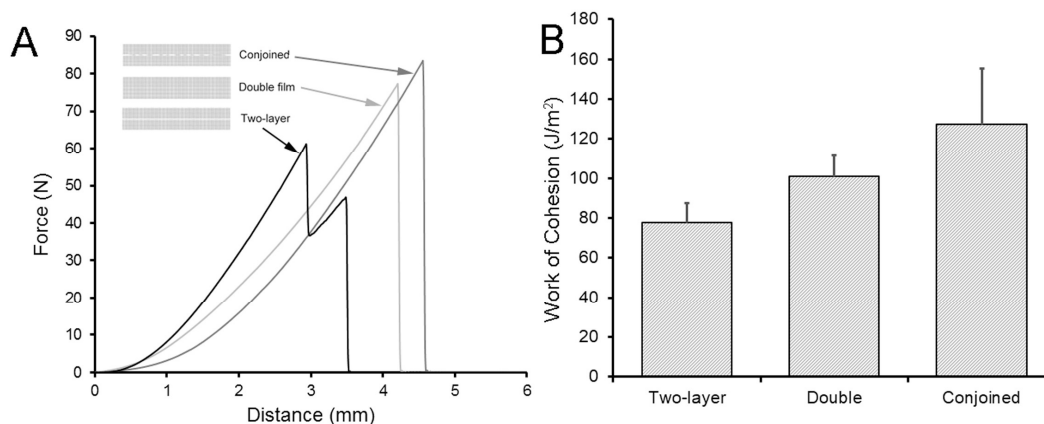 A
90
80
70
60
50
40
30
20
10
0
Force (N)
Conjoined
Double film
Two-layer
0 1 2 3 4 5 6
Distance (mm)
B
180
160
140
120
100
80
60
40
20
0
Work of Cohesion (J/m²)
Two-layer Double Conjoined